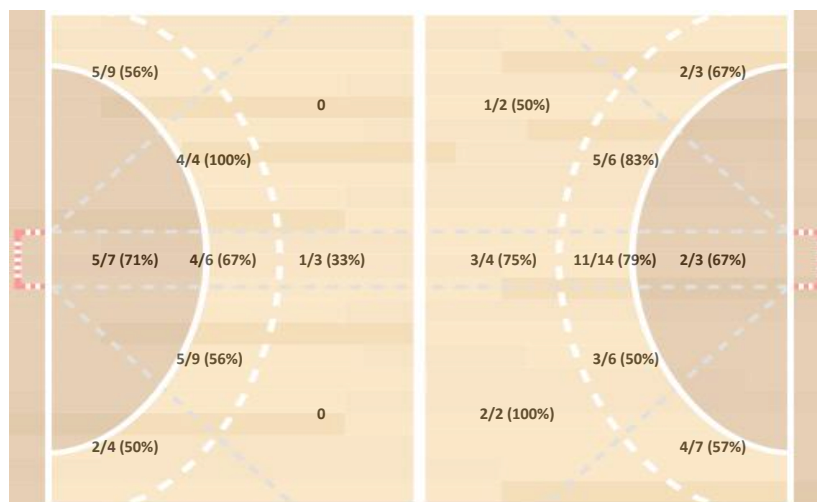 5/9 (56%) 2/3 (67%)
0 1/2 (50%)
4/4 (100%) 5/6 (83%)
5/7 (71%) 4/6 (67%) 1/3 (33%) 3/4 (75%) 11/14 (79%) 2/3 (67%)
5/9 (56%) 3/6 (50%)
0 2/2 (100%)
2/4 (50%) 4/7 (57%)